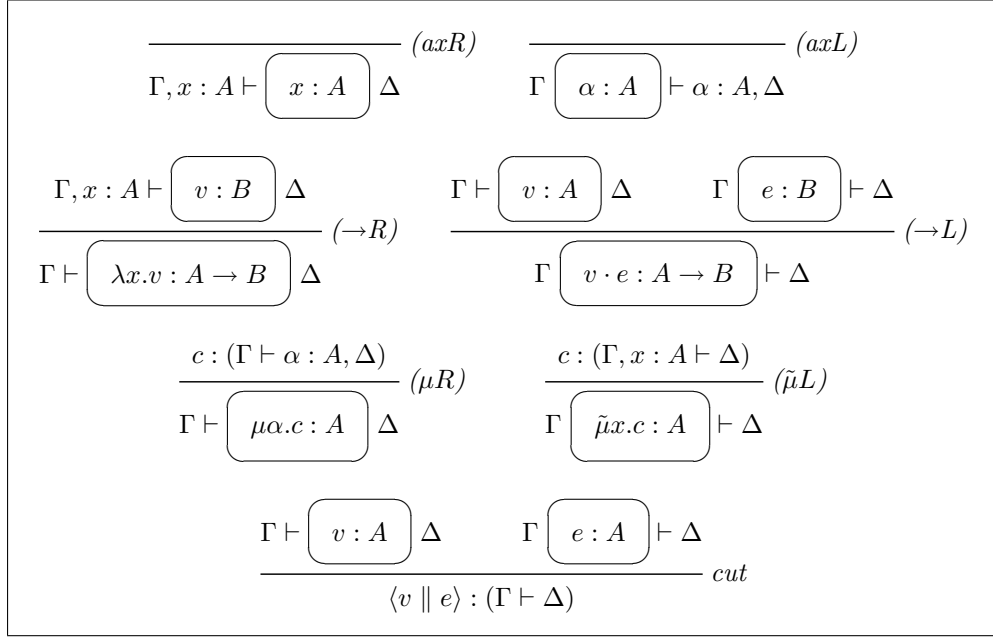 (axR) (axL)
Γ, x : A ⊢ x : A Δ Γ α : A ⊢ α : A, Δ
Γ, x : A ⊢ v : B Δ Γ ⊢ v : A Δ Γ e : B ⊢ Δ
(→R) (→L)
Γ ⊢ λx.v : A → B Δ Γ v · e : A → B ⊢ Δ
c : (Γ ⊢ α : A, Δ) c : (Γ, x : A ⊢ Δ)
(μR) (μ̃L)
Γ ⊢ μα.c : A Δ Γ μ̃x.c : A ⊢ Δ
Γ ⊢ v : A Δ Γ e : A ⊢ Δ
cut
⟨v ∥ e⟩ : (Γ ⊢ Δ)